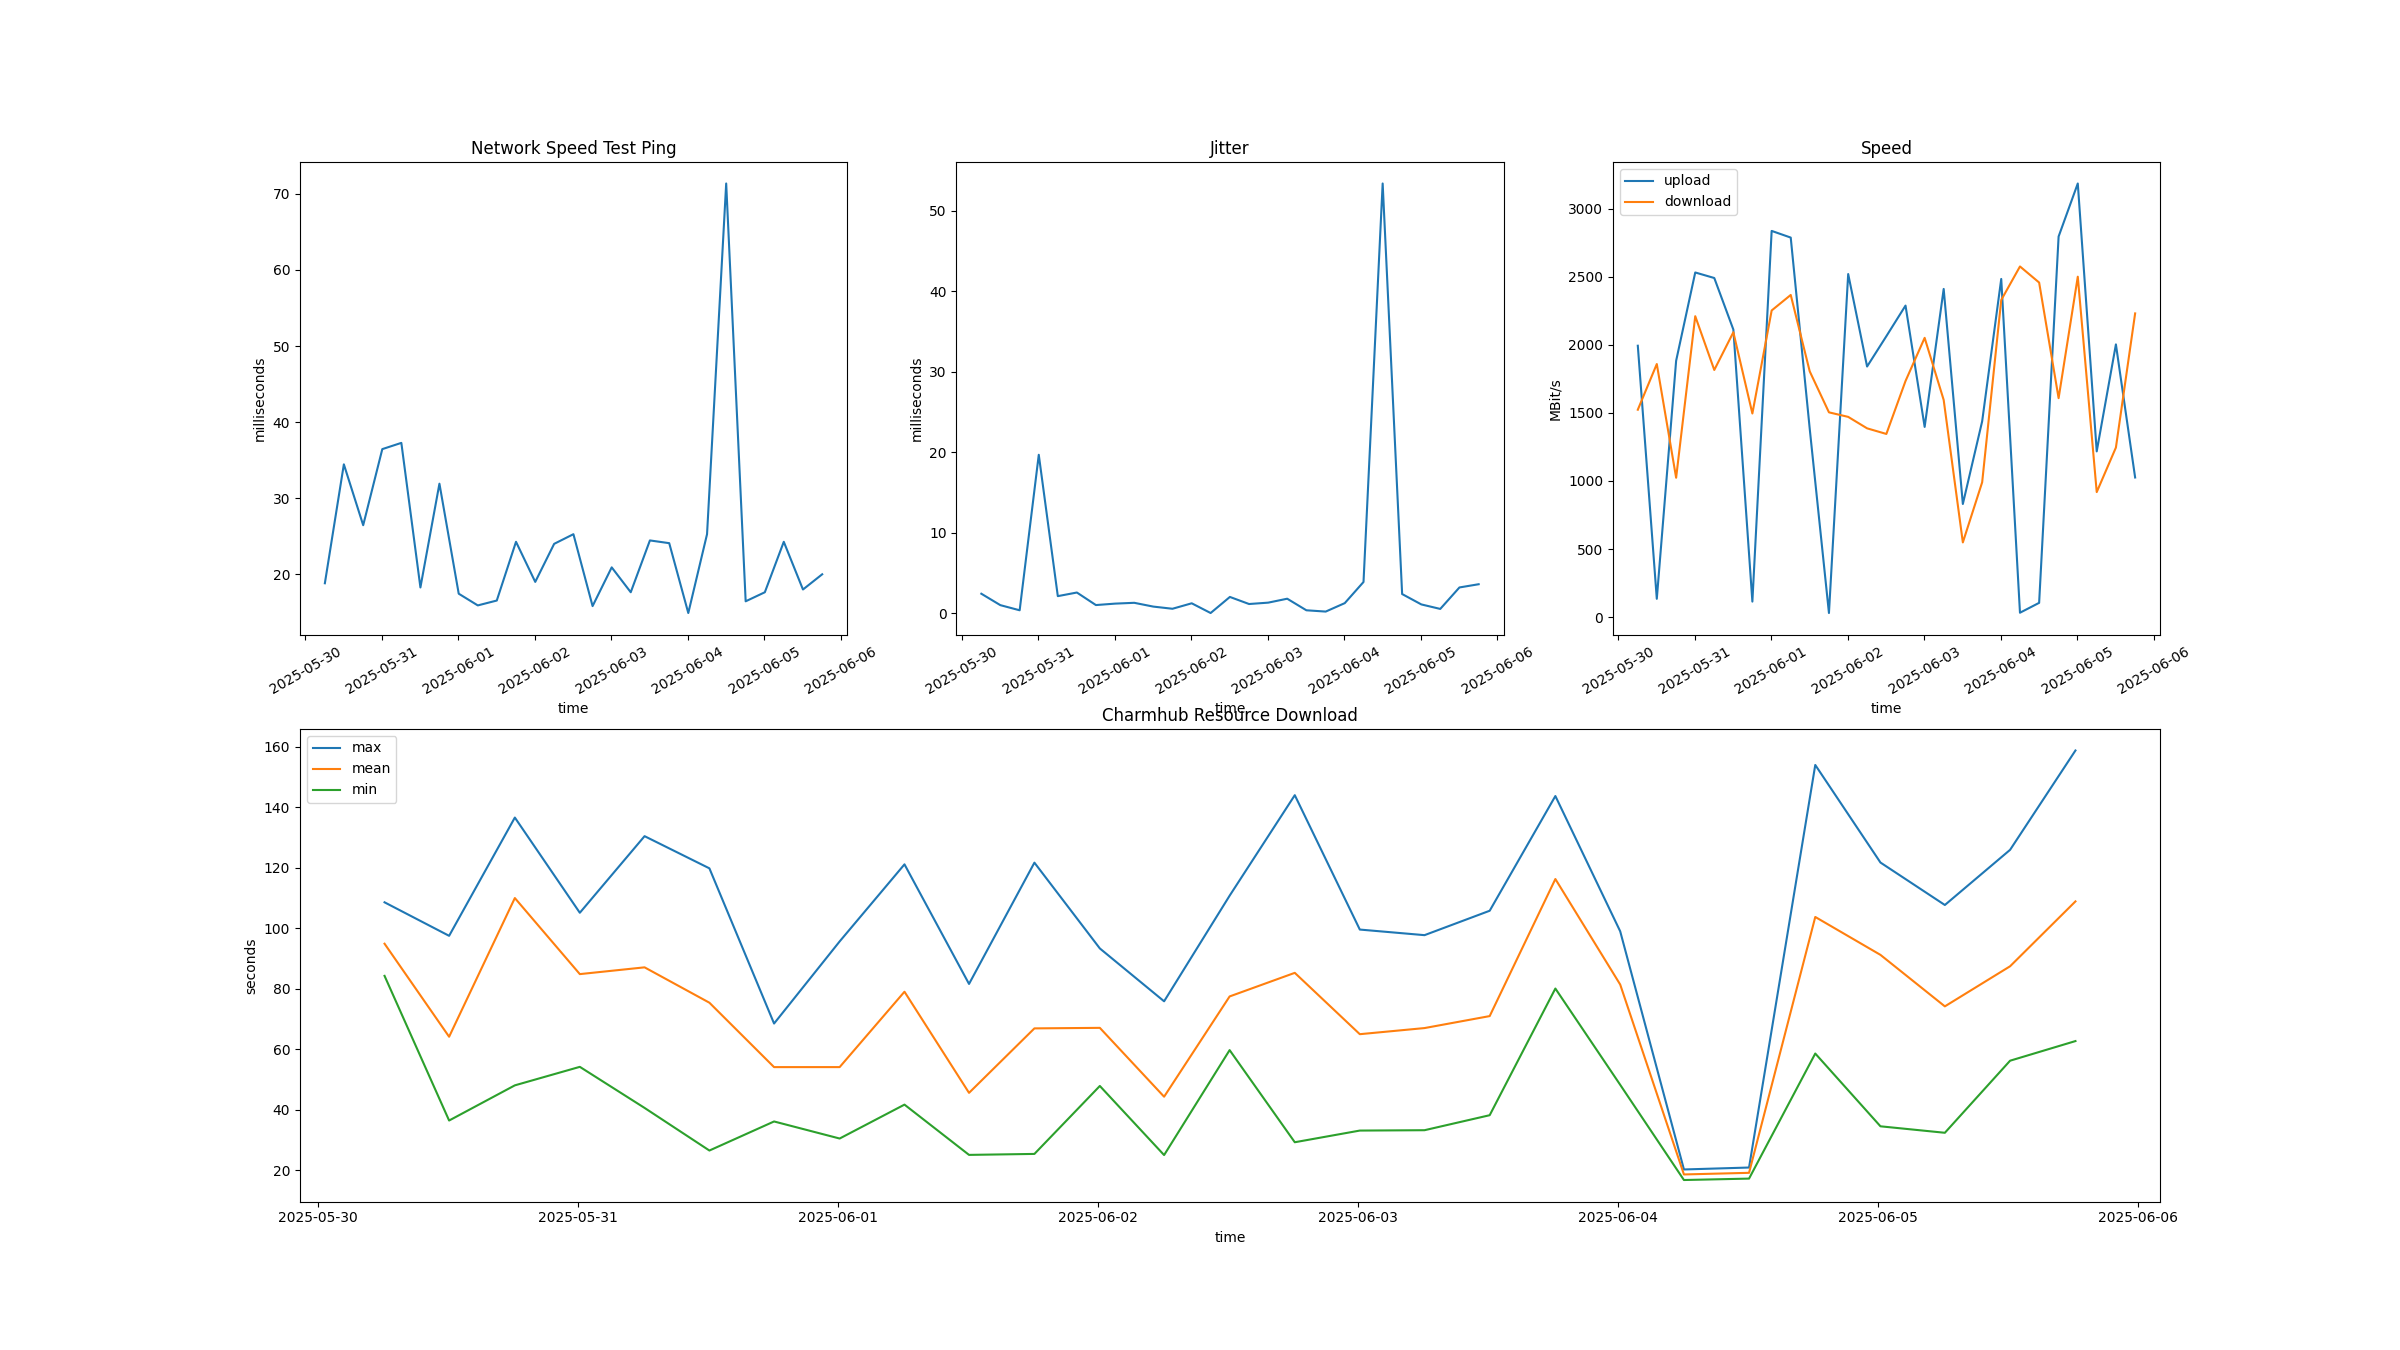 Network Speed Test Ping
milliseconds
70
60
50
40
30
20
2025-05-30 2025-05-31 2025-06-01 2025-06-02 2025-06-03 2025-06-04 2025-06-05 2025-06-06
time
Jitter
milliseconds
50
40
30
20
10
0
2025-05-30 2025-05-31 2025-06-01 2025-06-02 2025-06-03 2025-06-04 2025-06-05 2025-06-06
time
Speed
upload
download
MBit/s
3000
2500
2000
1500
1000
500
0
2025-05-30 2025-05-31 2025-06-01 2025-06-02 2025-06-03 2025-06-04 2025-06-05 2025-06-06
time
Charmhub Resource Download
max
mean
min
seconds
160
140
120
100
80
60
40
20
2025-05-30 2025-05-31 2025-06-01 2025-06-02 2025-06-03 2025-06-04 2025-06-05 2025-06-06
time